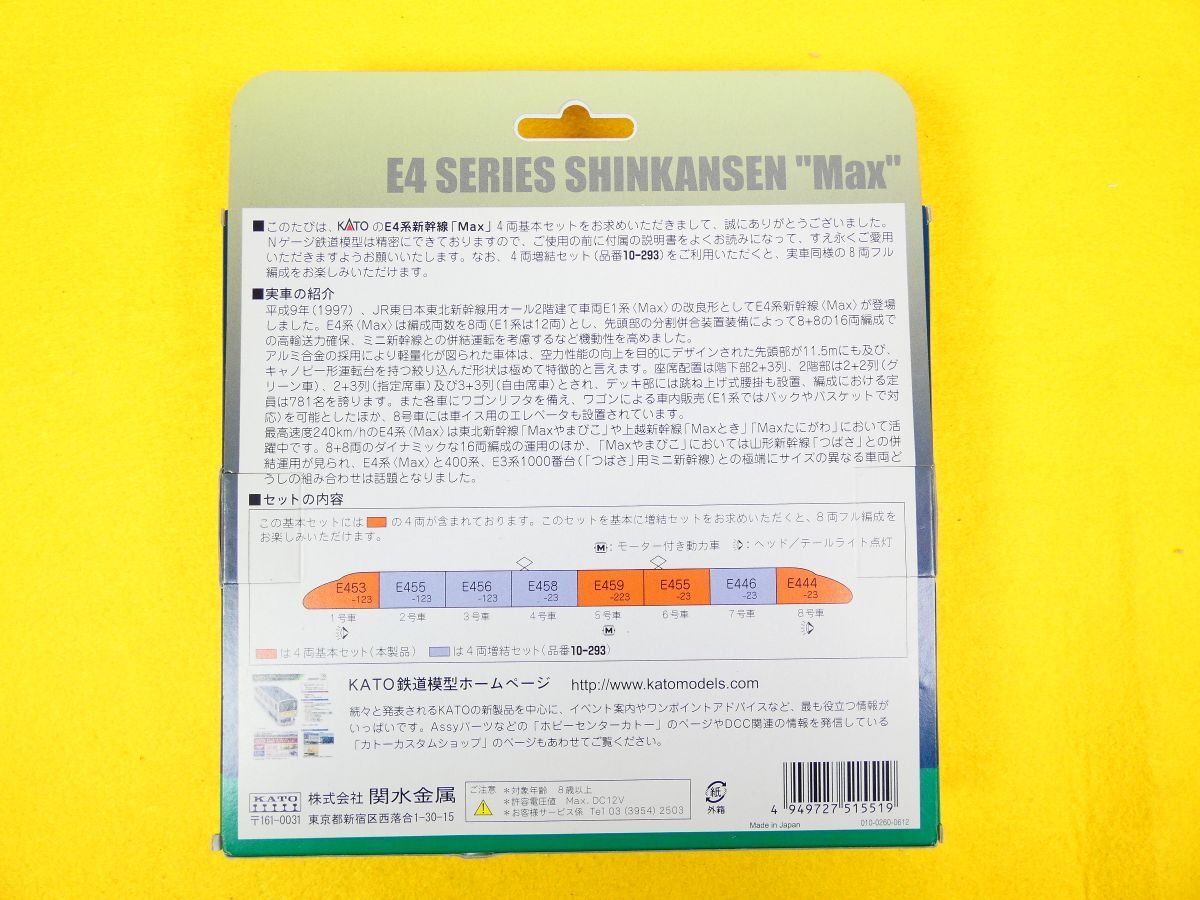 E4 SERIES SHINKANSEN "Max"
■このたびは、KATOのE4系新幹線「Max」4両基本セットをお求めいただきまして、誠にありがとうございました。
Nゲージ鉄道模型は精密にできておりますので、ご使用の前に付属の説明書をよくお読みになって、すえ永くご愛用
いただきますようお願いいたします。なお、4両増結セット(品番10-293)をご利用いただくと、実車同様の8両フル
編成をお楽しみいただけます。
■実車の紹介
平成9年(1997)、JR東日本東北新幹線用オール2階建て車両E1系〈Max〉の改良形としてE4系新幹線〈Max〉が登場
しました。E4系〈Max〉は編成両数を8両(E1系は12両)とし、先頭部の分割併合装置装備によって8+8の16両編成で
の高輸送力確保、ミニ新幹線との併結運転を考慮するなど機動性を高めました。
アルミ合金の採用により軽量化が図られた車体は、空力性能の向上を目的にデザインされた先頭部が11.5mにも及び、
キャノピー形運転台を持つ絞り込んだ形状は極めて特徴的と言えます。座席配置は階下部2+3列、2階部は2+2列(グ
リーン車)、2+3列(指定席車)及び3+3列(自由席車)とされ、デッキ部には跳ね上げ式腰掛も設置、編成における定
員は781名を誇ります。また各車にワゴンリフタを備え、ワゴンによる車内販売(E1系ではバックやバスケットで対
応)を可能としたほか、8号車には車イス用のエレベータも設置されています。
最高速度240km/hのE4系〈Max〉は東北新幹線「Maxやまびこ」や上越新幹線「Maxとき」「Maxたにがわ」において活
躍中です。8+8両のダイナミックな16両編成の運用のほか、「Maxやまびこ」においては山形新幹線「つばさ」との併
結運用が見られ、E4系〈Max〉と400系、E3系1000番台(「つばさ」用ミニ新幹線)との極端にサイズの異なる車両ど
うしの組み合わせは話題となりました。
■セットの内容
この基本セットには の4両が含まれております。このセットを基本に増結セットをお求めいただくと、8両フル編成を
お楽しみいただけます。
M:モーター付き動力車 :ヘッド/テールライト点灯
E453 E455 E456 E458 E459 E455 E446 E444
-123 -123 -123 -23 -223 -23 -23 -23
1号車 2号車 3号車 4号車 5号車 6号車 7号車 8号車
M
は4両基本セット(本製品) は4両増結セット(品番10-293)
KATO鉄道模型ホームページ http://www.katomodels.com
続々と発表されるKATOの新製品を中心に、イベント案内やワンポイントアドバイスなど、最も役立つ情報が
いっぱいです。Assyパーツなどの「ホビーセンターカトー」のページやDCC関連の情報を発信している
「カトーカスタムショップ」のページもあわせてご覧ください。
KATO 株式会社 関水金属
〒161-0031 東京都新宿区西落合1-30-15
ご注意 *対象年齢 8歳以上
*許容電圧値 Max. DC12V
*お客様サービス係 Tel 03 (3954) 2503
紙
外箱
4 949727 515519
Made in Japan 010-0260-0612